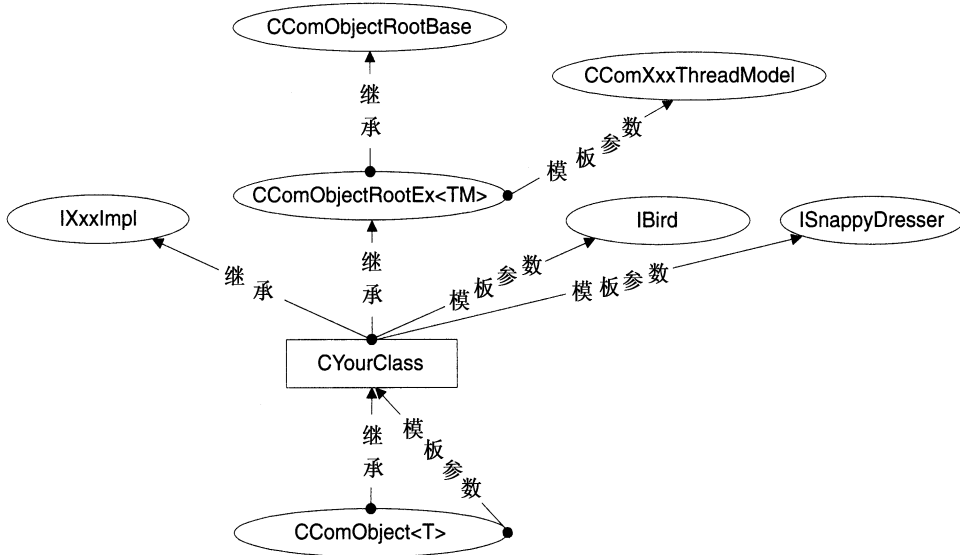 CComObjectRootBase
继承
CComXxxThreadModel
模板参数
CComObjectRootEx<TM>
IXxxImpl
IBird
ISnappyDresser
继承
继承
模板参数
模板参数
CYourClass
继承
模板参数
CComObject<T>